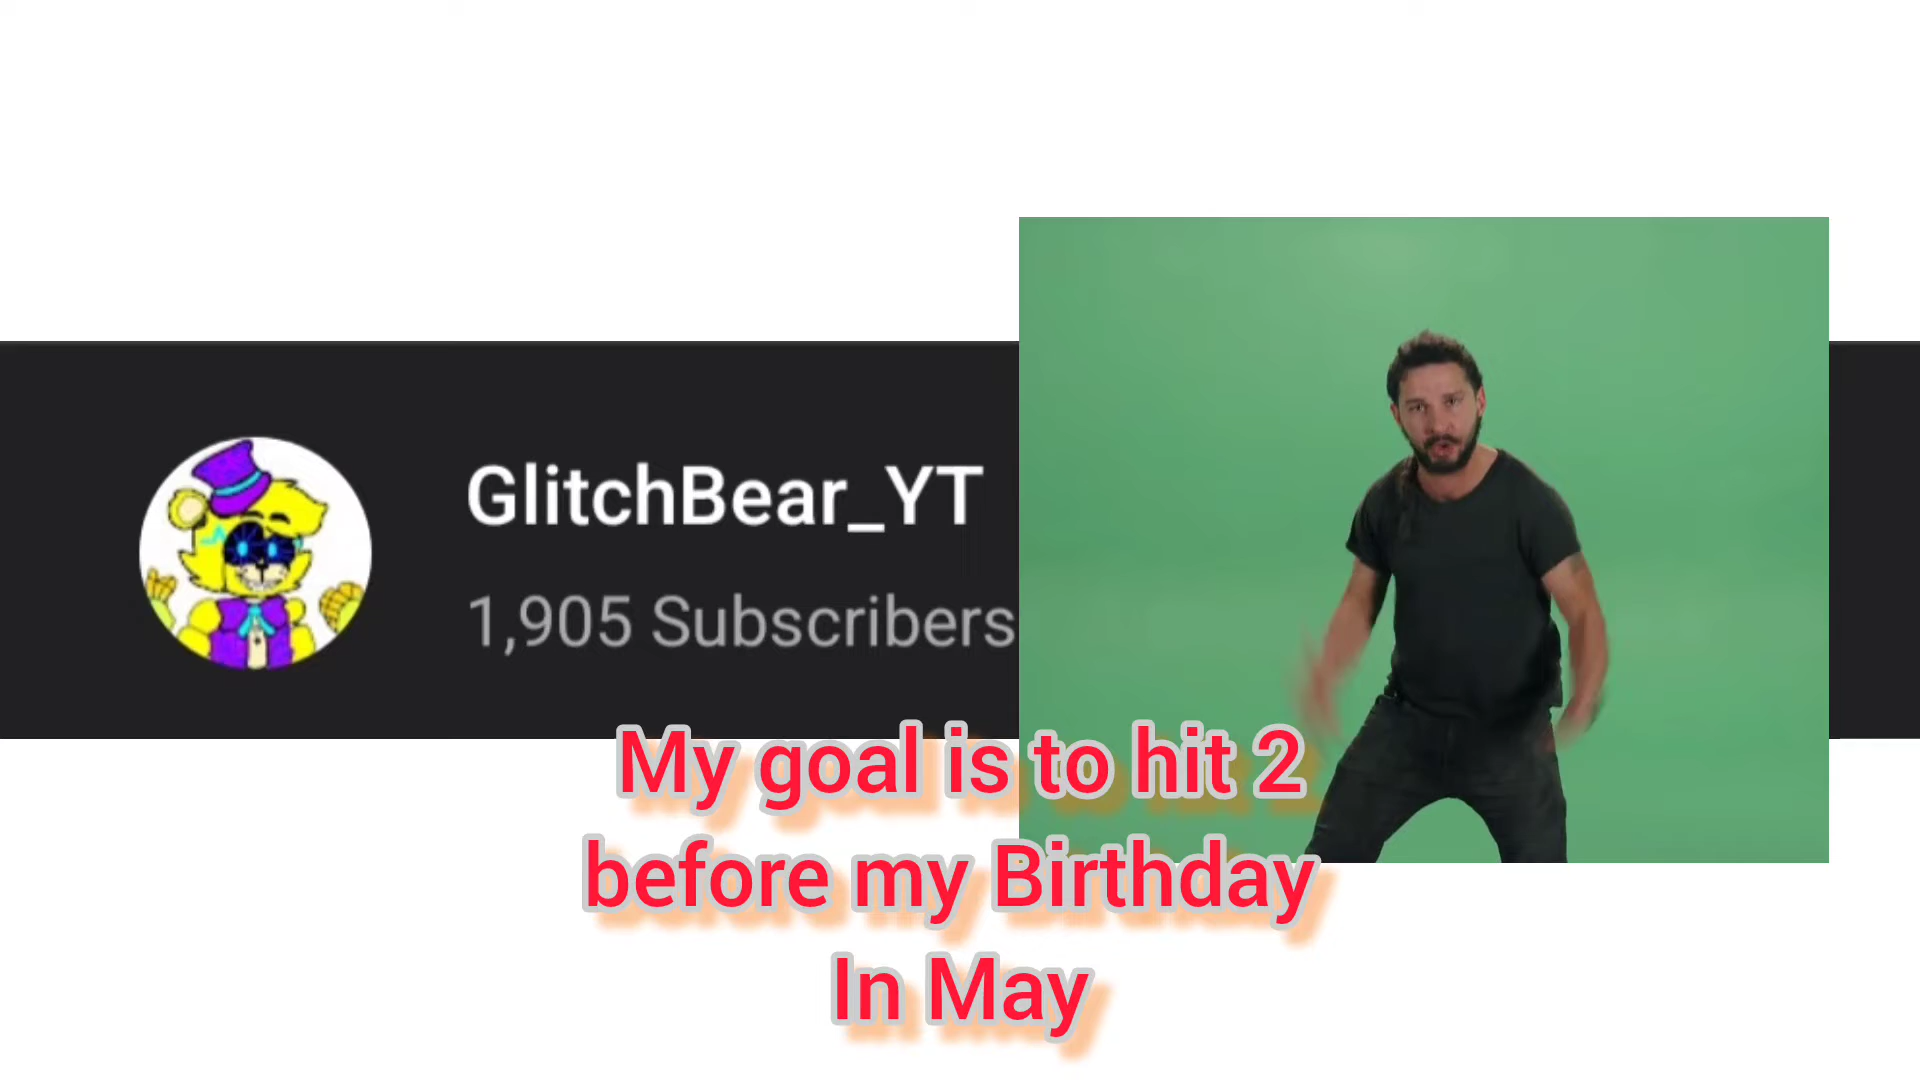 GlitchBear_YT
1,905 Subscribers
My goal is to hit 2
before my Birthday
In May